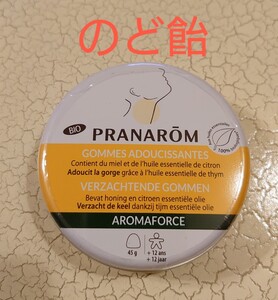 のど飴
BIO
PRANARŌM
GOMMES ADOUCISSANTES
Contient du miel et de l'huile essentielle de citron
Adoucit la gorge grâce à l'huile essentielle de thym
VERZACHTENDE GOMMEN
Bevat honing en citroen essentiële olie
Verzacht de keel dankzij tijm essentiële olie
AROMAFORCE
45 g
+ 12 ans
+ 12 jaar